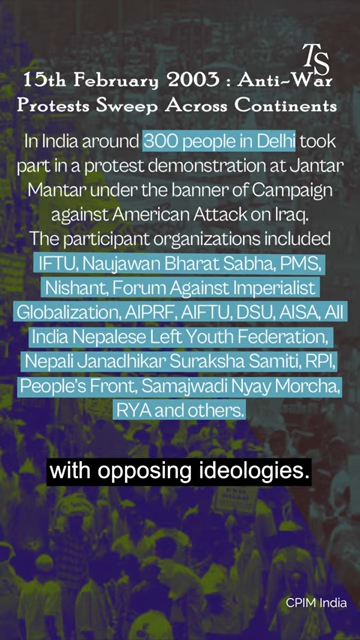 TS
15th February 2003 : Anti-War
Protests Sweep Across Continents
In India around 300 people in Delhi took
part in a protest demonstration at Jantar
Mantar under the banner of Campaign
against American Attack on Iraq.
The participant organizations included
IFTU, Naujawan Bharat Sabha, PMS,
Nishant, Forum Against Imperialist
Globalization, AIPRF, AIFTU, DSU, AISA, All
India Nepalese Left Youth Federation,
Nepali Janadhikar Suraksha Samiti, RPI,
People's Front, Samajwadi Nyay Morcha,
RYA and others.
with opposing ideologies.
CPIM India